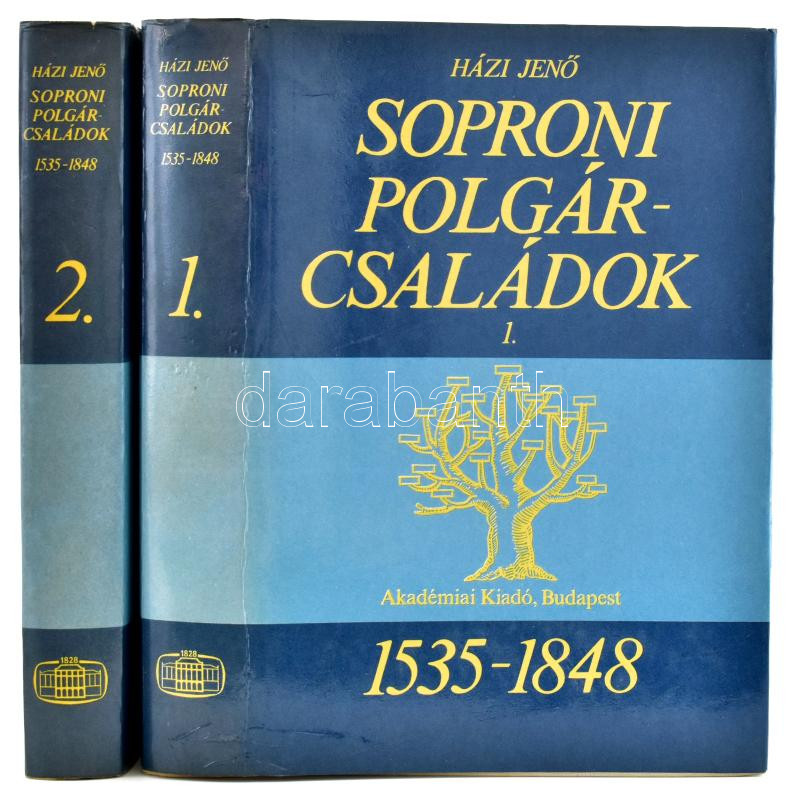 HÁZI JENŐ
SOPRONI
POLGÁR-
CSALÁDOK
1535-1848
2.
1828
HÁZI JENŐ
SOPRONI
POLGÁR-
CSALÁDOK
1535-1848
1.
1828
HÁZI JENŐ
SOPRONI
POLGÁR-
CSALÁDOK
1.
darabanth
Akadémiai Kiadó, Budapest
1535-1848